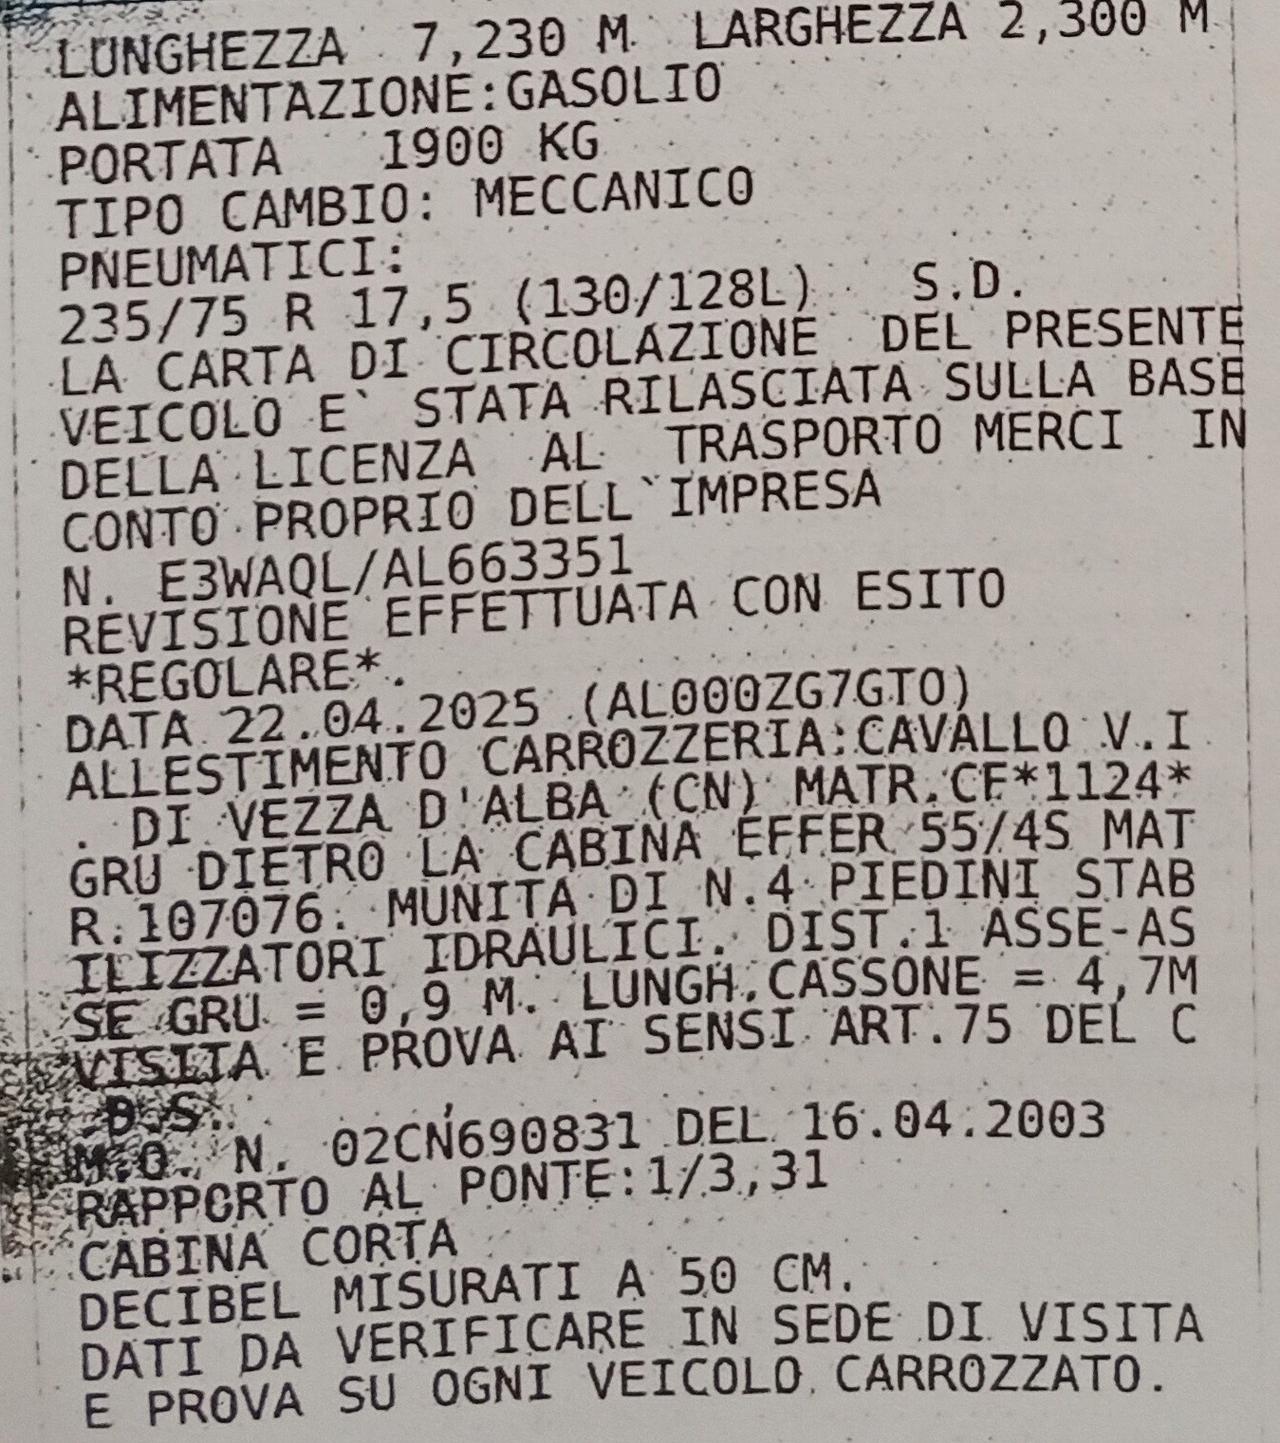 LUNGHEZZA 7,230 M LARGHEZZA 2,300 M
ALIMENTAZIONE:GASOLIO
PORTATA 1900 KG
TIPO CAMBIO: MECCANICO
PNEUMATICI:
235/75 R 17,5 (130/128L) S.D.
LA CARTA DI CIRCOLAZIONE DEL PRESENTE
VEICOLO E` STATA RILASCIATA SULLA BASE
DELLA LICENZA AL TRASPORTO MERCI IN
CONTO PROPRIO DELL`IMPRESA
N. E3WAQL/AL663351
REVISIONE EFFETTUATA CON ESITO
*REGOLARE*.
DATA 22.04.2025 (AL000ZG7GTO)
ALLESTIMENTO CARROZZERIA:CAVALLO V.I
. DI VEZZA D'ALBA (CN) MATR.CF*1124*
GRU DIETRO LA CABINA EFFER 55/4S MAT
R.107076. MUNITA DI N.4 PIEDINI STAB
ILIZZATORI IDRAULICI. DIST.1 ASSE-AS
SE GRU = 0,9 M. LUNGH.CASSONE = 4,7M
VISITA E PROVA AI SENSI ART.75 DEL C
.D.S.
M.O. N. 02CN690831 DEL 16.04.2003
RAPPORTO AL PONTE:1/3,31
CABINA CORTA
DECIBEL MISURATI A 50 CM.
DATI DA VERIFICARE IN SEDE DI VISITA
E PROVA SU OGNI VEICOLO CARROZZATO.